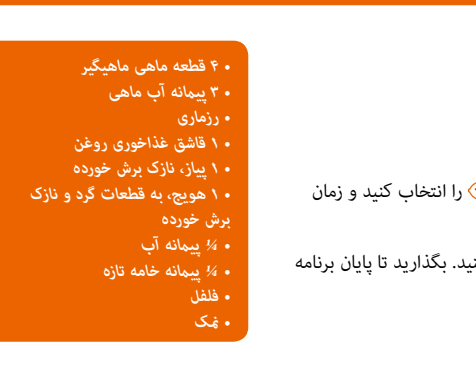 • ۴ قطعه ماهی ماهیگیر
• ۳ پیمانه آب ماهی
• رزماری
• ۱ قاشق غذاخوری روغن
• ۱ پیاز، نازک برش خورده
• ۱ هویج، به قطعات گرد و نازک
برش خورده
• ¼ پیمانه آب
• ¼ پیمانه خامه تازه
• فلفل
• نمک
را انتخاب کنید و زمان
کنید. بگذارید تا پایان برنامه